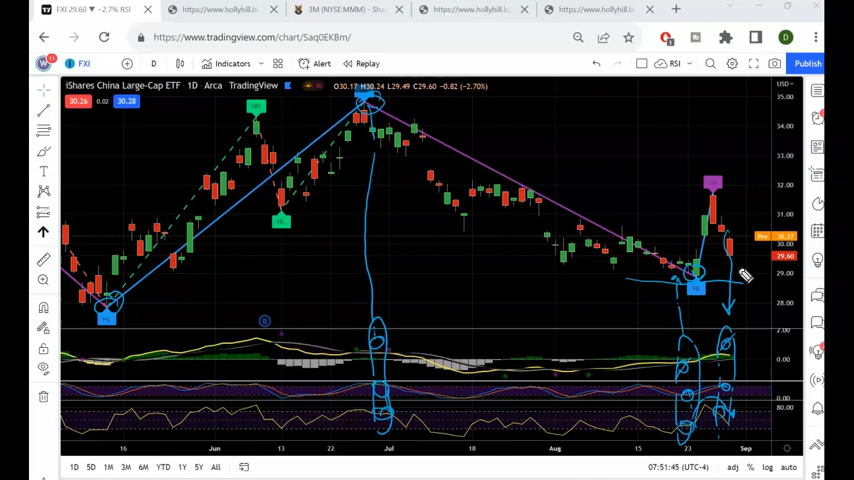 FXI 29.60 ▼ −2.7% RSI
https://www.hollyhill.b
3M (NYSE:MMM) - Sha
https://www.hollyhill.b
https://www.hollyhill.b
https://www.tradingview.com/chart/Saq0EKBm/
FXI
D
Indicators
Alert
Replay
RSI
Publish
iShares China Large-Cap ETF · 1D · Arca · TradingView
O30.17 H30.24 L29.49 C29.60 −0.82 (−2.70%)
USD
30.26 0.02 30.28
35.00
34.00
33.00
32.00
31.00
Pre 30.27
30.00
29.60
29.00
28.00
HH
HL
HL
2.00
0.00
0.00
80.00
16 Jun 13 22 Jul 18 Aug 15 23 Sep
1D 5D 1M 3M 6M YTD 1Y 5Y All
07:51:45 (UTC-4) adj % log auto